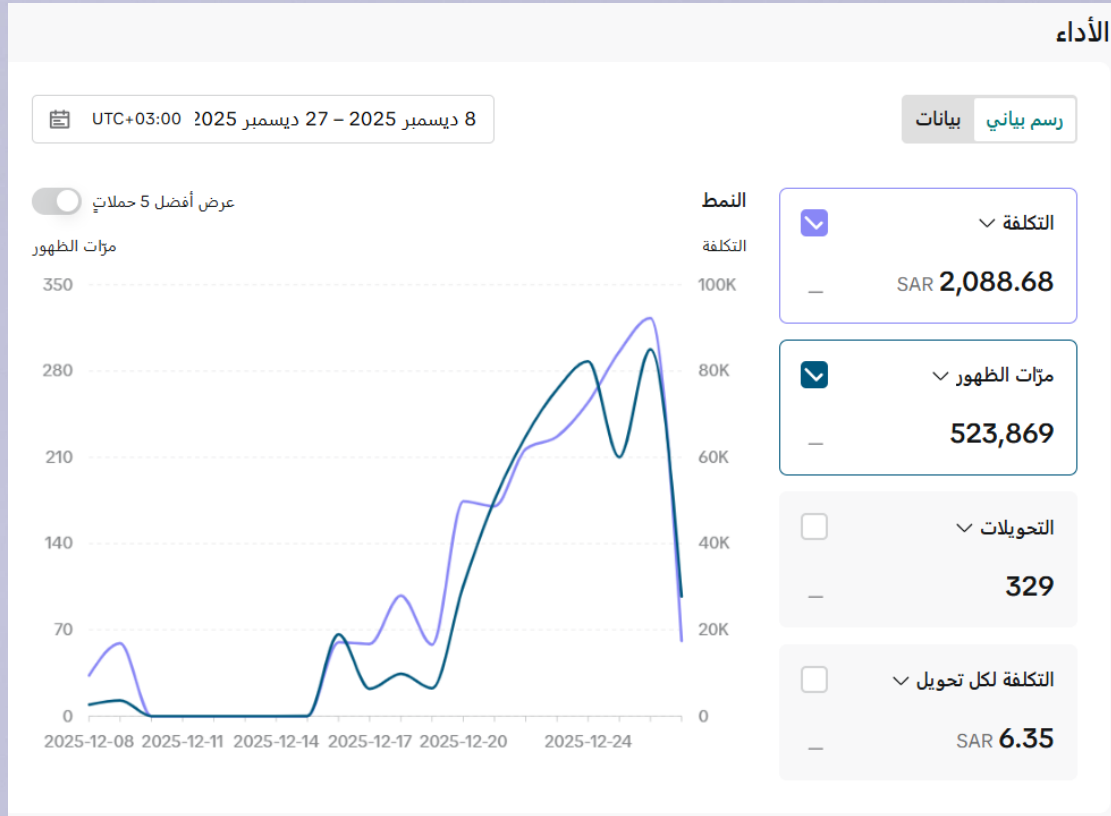 الأداء
رسم بياني
بيانات
8 ديسمبر 2025 – 27 ديسمبر 2025 UTC+03:00
التكلفة
SAR 2,088.68
—
مرّات الظهور
523,869
—
التحويلات
329
—
التكلفة لكل تحويل
SAR 6.35
—
النمط
عرض أفضل 5 حملاتٍ
التكلفة
مرّات الظهور
350
280
210
140
70
0
100K
80K
60K
40K
20K
0
2025-12-08 2025-12-11 2025-12-14 2025-12-17 2025-12-20 2025-12-24